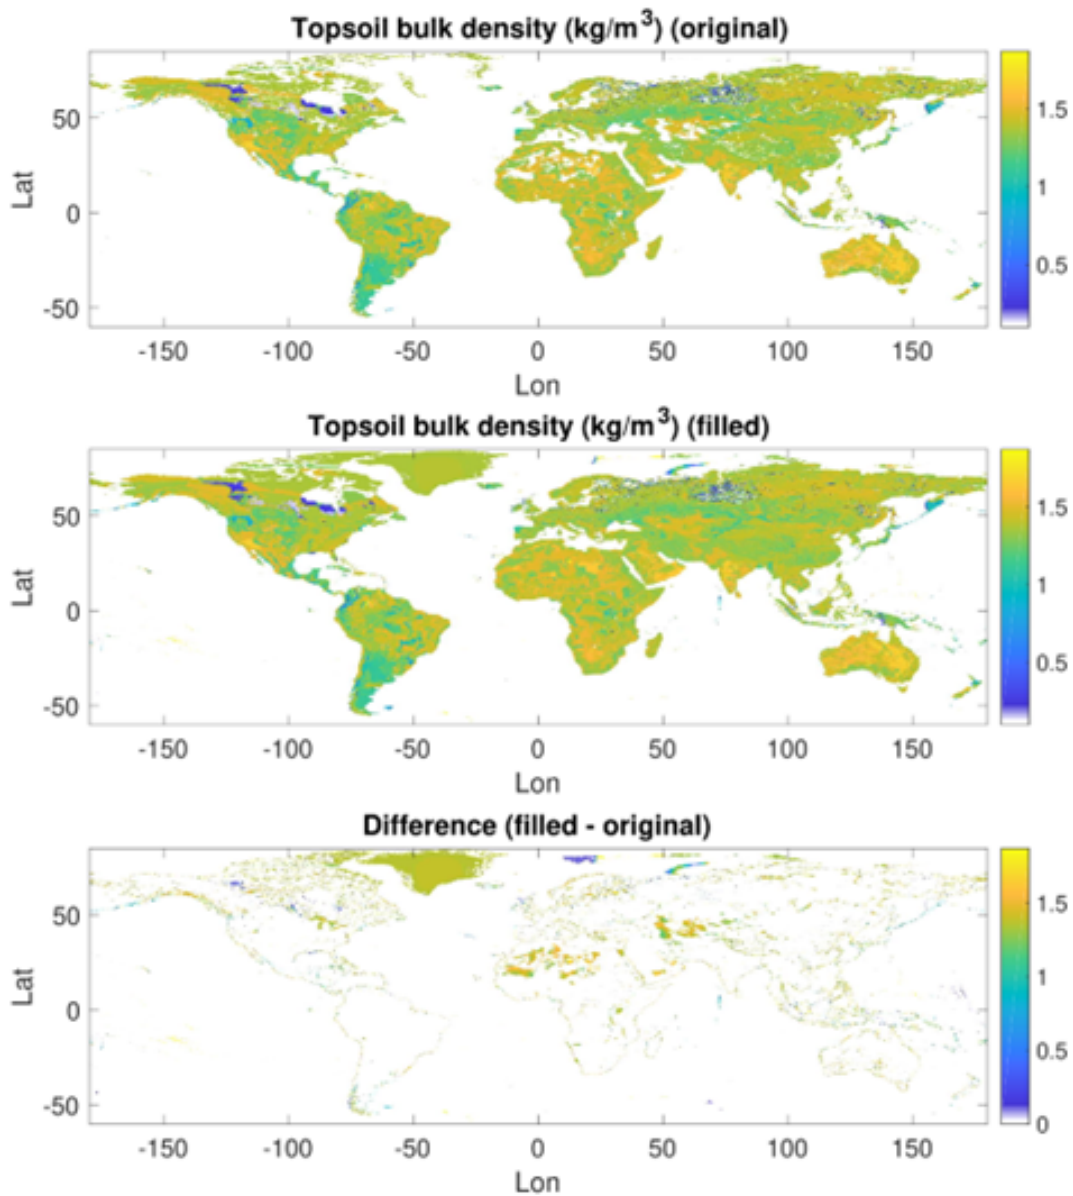 Topsoil bulk density (kg/m³) (original)
50
0
-50
Lat
-150 -100 -50 0 50 100 150
Lon
1.5
1
0.5
Topsoil bulk density (kg/m³) (filled)
50
0
-50
Lat
-150 -100 -50 0 50 100 150
Lon
1.5
1
0.5
Difference (filled - original)
50
0
-50
Lat
-150 -100 -50 0 50 100 150
Lon
1.5
1
0.5
0